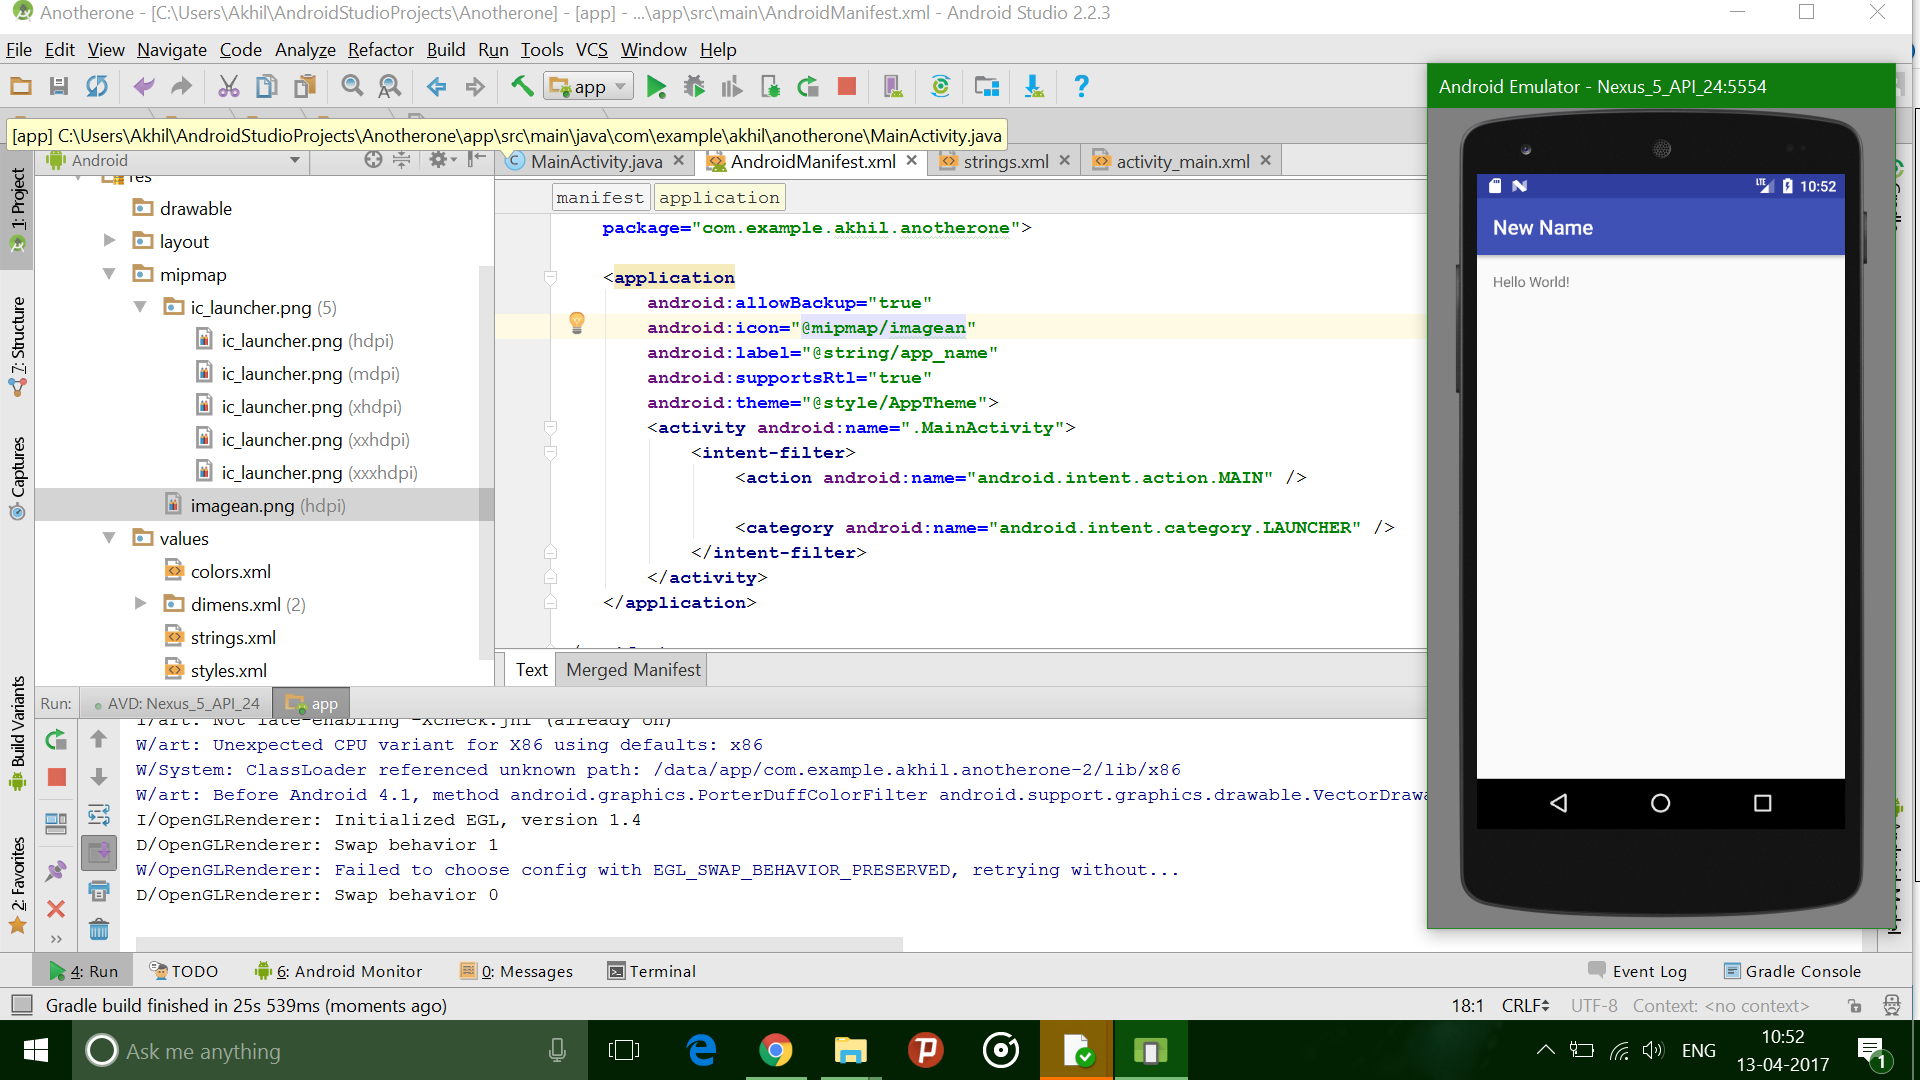 Anotherone - [C:\Users\Akhil\AndroidStudioProjects\Anotherone] - [app] - ...\app\src\main\AndroidManifest.xml - Android Studio 2.2.3
File Edit View Navigate Code Analyze Refactor Build Run Tools VCS Window Help
app
[app] C:\Users\Akhil\AndroidStudioProjects\Anotherone\app\src\main\java\com\example\akhil\anotherone\MainActivity.java
Android
MainActivity.java
AndroidManifest.xml
strings.xml
activity_main.xml
1: Project
7: Structure
Captures
Build Variants
2: Favorites
res
drawable
layout
mipmap
ic_launcher.png (5)
ic_launcher.png (hdpi)
ic_launcher.png (mdpi)
ic_launcher.png (xhdpi)
ic_launcher.png (xxhdpi)
ic_launcher.png (xxxhdpi)
imagean.png (hdpi)
values
colors.xml
dimens.xml (2)
strings.xml
styles.xml
manifest application
package="com.example.akhil.anotherone">
<application
android:allowBackup="true"
android:icon="@mipmap/imagean"
android:label="@string/app_name"
android:supportsRtl="true"
android:theme="@style/AppTheme">
<activity android:name=".MainActivity">
<intent-filter>
<action android:name="android.intent.action.MAIN" />
<category android:name="android.intent.category.LAUNCHER" />
</intent-filter>
</activity>
</application>
Text Merged Manifest
Android Emulator - Nexus_5_API_24:5554
LTE 10:52
New Name
Hello World!
Run: AVD: Nexus_5_API_24 app
I/art: Not late-enabling -Xcheck:jni (already on)
W/art: Unexpected CPU variant for X86 using defaults: x86
W/System: ClassLoader referenced unknown path: /data/app/com.example.akhil.anotherone-2/lib/x86
W/art: Before Android 4.1, method android.graphics.PorterDuffColorFilter android.support.graphics.drawable.VectorDrawa
I/OpenGLRenderer: Initialized EGL, version 1.4
D/OpenGLRenderer: Swap behavior 1
W/OpenGLRenderer: Failed to choose config with EGL_SWAP_BEHAVIOR_PRESERVED, retrying without...
D/OpenGLRenderer: Swap behavior 0
4: Run TODO 6: Android Monitor 0: Messages Terminal Event Log Gradle Console
Gradle build finished in 25s 539ms (moments ago) 18:1 CRLF UTF-8 Context: <no context>
Ask me anything
ENG
10:52
13-04-2017
1